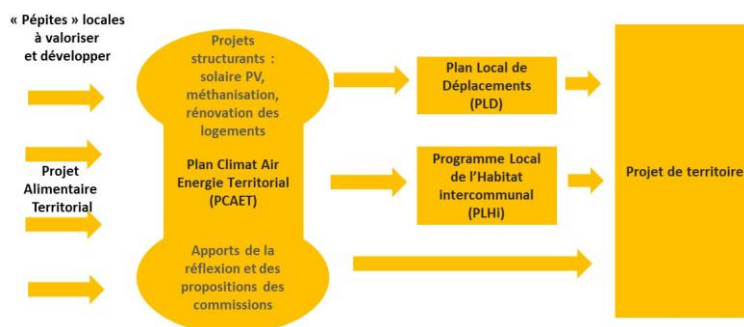 « Pépites » locales
à valoriser
et développer
Projet
Alimentaire
Territorial
Projets
structurants :
solaire PV,
méthanisation,
rénovation des
logements
Plan Climat Air
Energie Territorial
(PCAET)
Apports de la
réflexion et des
propositions des
commissions
Plan Local de
Déplacements
(PLD)
Programme Local
de l’Habitat
intercommunal
(PLHi)
Projet de territoire